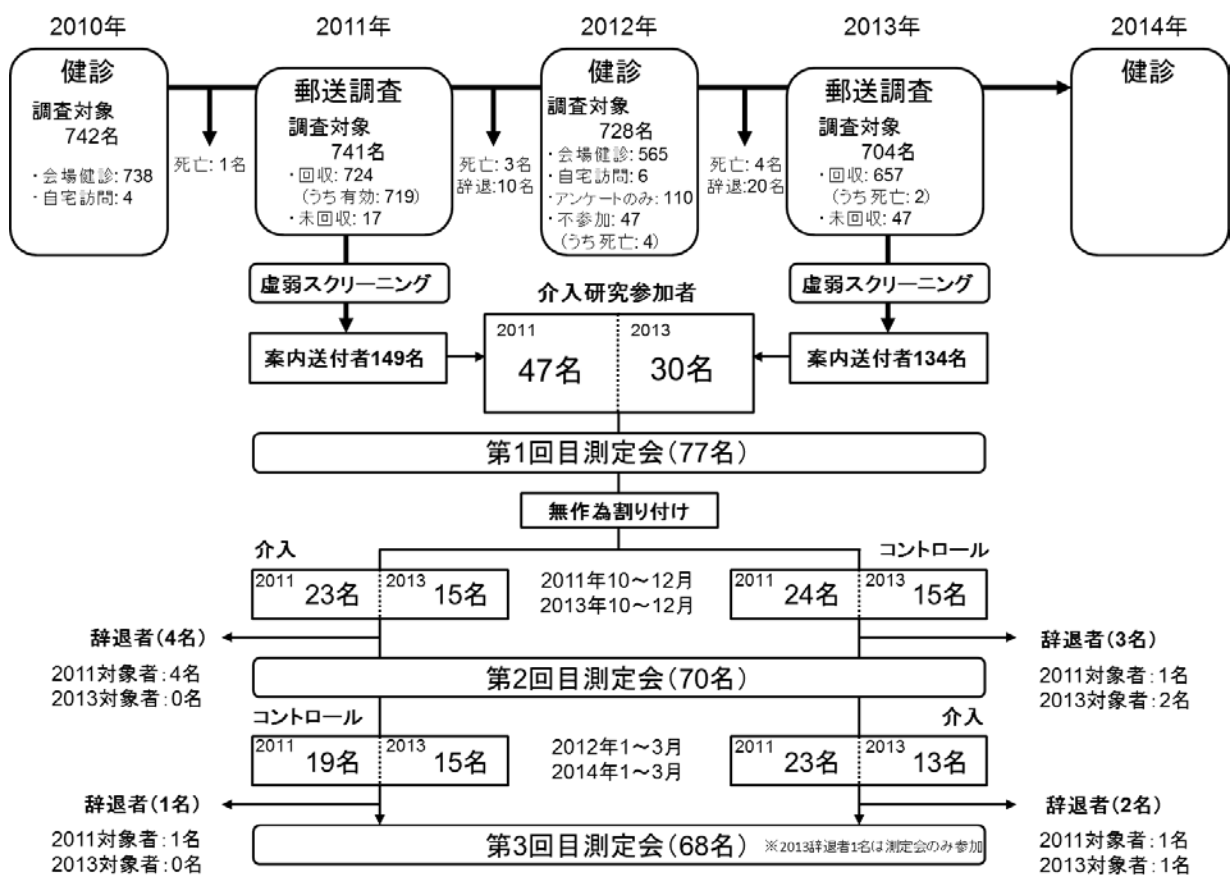 2010年
2011年
2012年
2013年
2014年
健診
調査対象
742名
・会場健診: 738
・自宅訪問: 4
死亡: 1名
郵送調査
調査対象
741名
・回収: 724
(うち有効: 719)
・未回収: 17
死亡: 3名
辞退:10名
健診
調査対象
728名
・会場健診: 565
・自宅訪問: 6
・アンケートのみ: 110
・不参加: 47
(うち死亡: 4)
死亡: 4名
辞退:20名
郵送調査
調査対象
704名
・回収: 657
(うち死亡: 2)
・未回収: 47
健診
虚弱スクリーニング
虚弱スクリーニング
介入研究参加者
案内送付者149名
2011
47名
2013
30名
案内送付者134名
第1回目測定会(77名)
無作為割り付け
介入
コントロール
2011
23名
2013
15名
2011年10～12月
2013年10～12月
2011
24名
2013
15名
辞退者(4名)
2011対象者:4名
2013対象者:0名
辞退者(3名)
2011対象者:1名
2013対象者:2名
第2回目測定会(70名)
コントロール
介入
2011
19名
2013
15名
2012年1～3月
2014年1～3月
2011
23名
2013
13名
辞退者(1名)
2011対象者:1名
2013対象者:0名
辞退者(2名)
2011対象者:1名
2013対象者:1名
第3回目測定会(68名) ※2013辞退者1名は測定会のみ参加